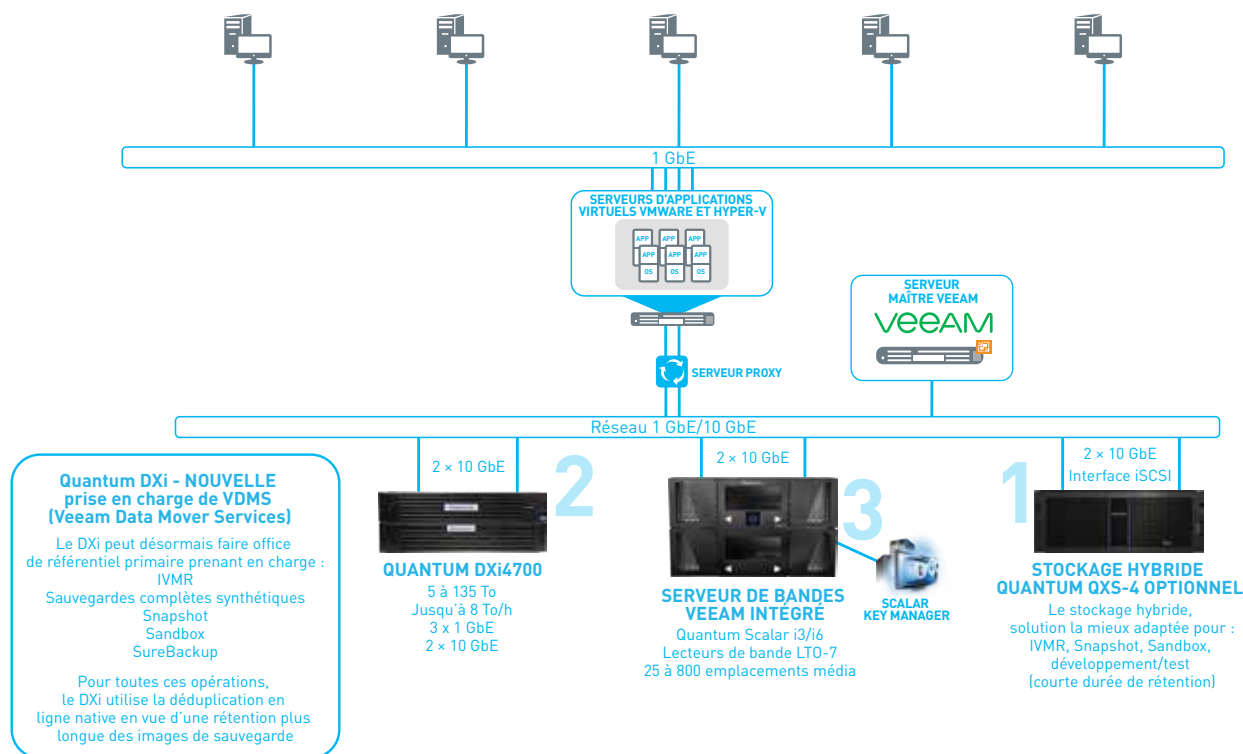 1 GbE
SERVEURS D'APPLICATIONS
VIRTUELS VMWARE ET HYPER-V
APP APP APP
APP APP APP
OS OS OS
SERVEUR
MAÎTRE VEEAM
veeAM
SERVEUR PROXY
Réseau 1 GbE/10 GbE
Quantum DXi - NOUVELLE
prise en charge de VDMS
(Veeam Data Mover Services)
Le DXi peut désormais faire office
de référentiel primaire prenant en charge :
IVMR
Sauvegardes complètes synthétiques
Snapshot
Sandbox
SureBackup
Pour toutes ces opérations,
le DXi utilise la déduplication en
ligne native en vue d'une rétention plus
longue des images de sauvegarde
2 × 10 GbE
2
QUANTUM DXi4700
5 à 135 To
Jusqu'à 8 To/h
3 x 1 GbE
2 × 10 GbE
2 × 10 GbE
3
SERVEUR DE BANDES
VEEAM INTÉGRÉ
Quantum Scalar i3/i6
Lecteurs de bande LTO-7
25 à 800 emplacements média
SCALAR
KEY MANAGER
2 × 10 GbE
Interface iSCSI
1
STOCKAGE HYBRIDE
QUANTUM QXS-4 OPTIONNEL
Le stockage hybride,
solution la mieux adaptée pour :
IVMR, Snapshot, Sandbox,
développement/test
(courte durée de rétention)